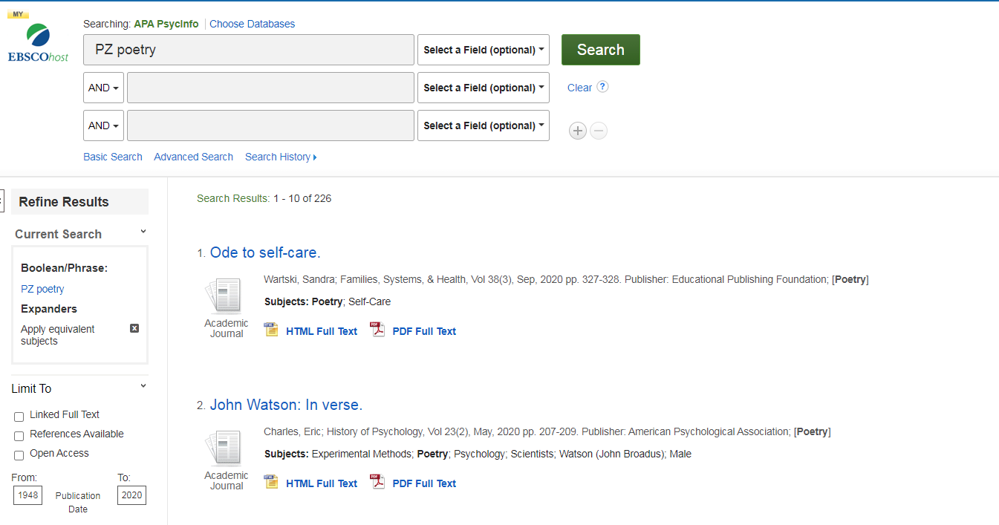 MY
EBSCOhost
Searching: APA PsycInfo Choose Databases
PZ poetry Select a Field (optional) Search
AND Select a Field (optional) Clear ?
AND Select a Field (optional)
Basic Search Advanced Search Search History
Refine Results
Current Search
Boolean/Phrase:
PZ poetry
Expanders
Apply equivalent
subjects
Limit To
Linked Full Text
References Available
Open Access
From: To:
1948 Publication 2020
Date
Search Results: 1 - 10 of 226
1. Ode to self-care.
Wartski, Sandra; Families, Systems, & Health, Vol 38(3), Sep, 2020 pp. 327-328. Publisher: Educational Publishing Foundation; [Poetry]
Subjects: Poetry; Self-Care
Academic
Journal
HTML Full Text PDF Full Text
2. John Watson: In verse.
Charles, Eric; History of Psychology, Vol 23(2), May, 2020 pp. 207-209. Publisher: American Psychological Association; [Poetry]
Subjects: Experimental Methods; Poetry; Psychology; Scientists; Watson (John Broadus); Male
Academic
Journal
HTML Full Text PDF Full Text